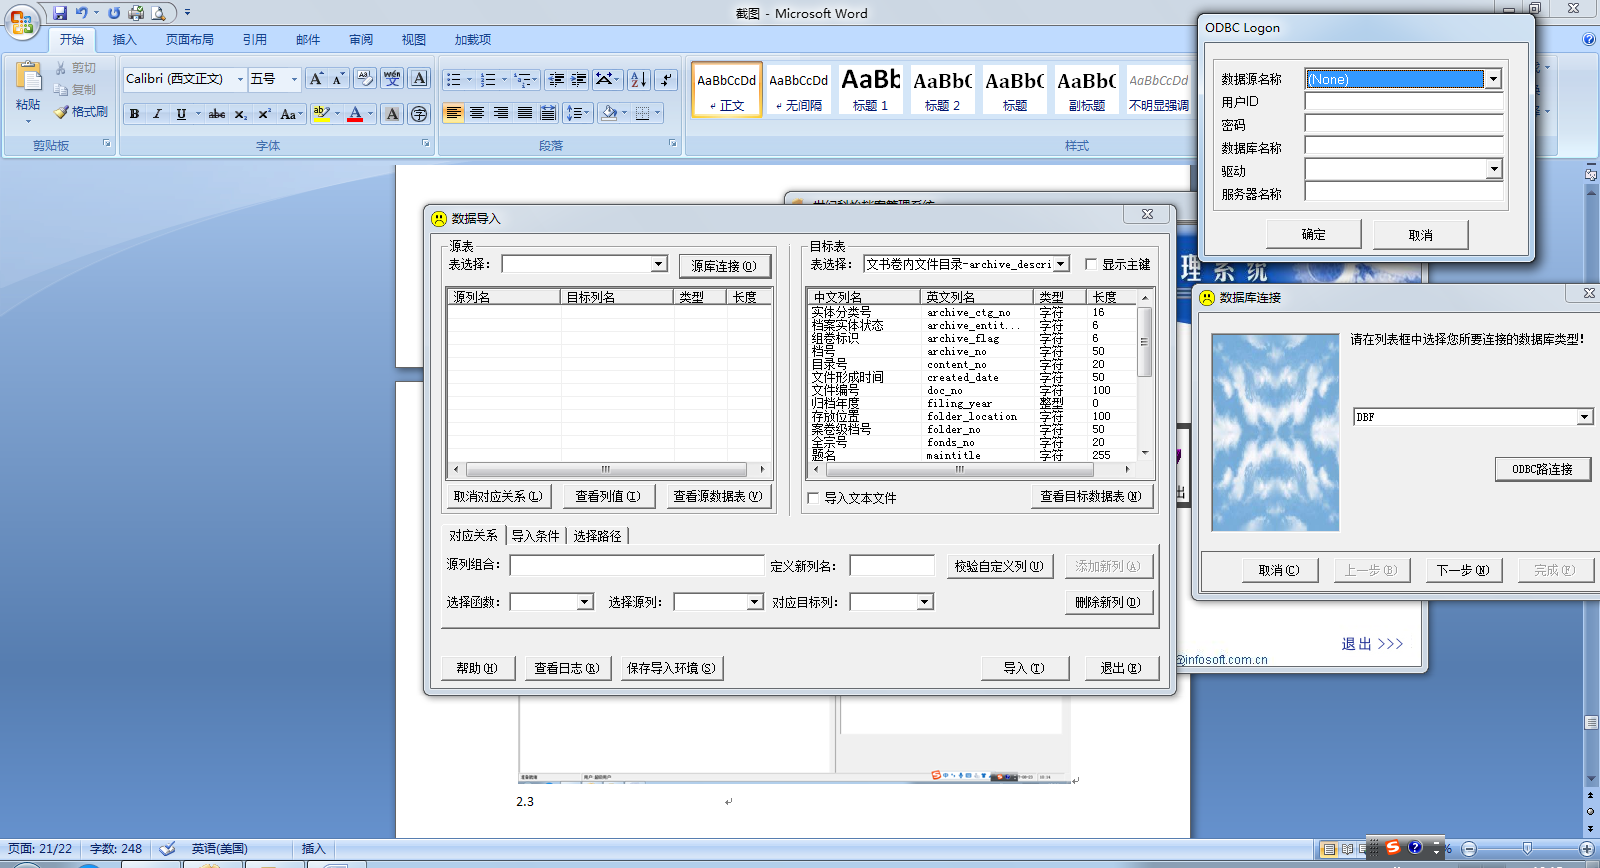 截图 - Microsoft Word
开始 插入 页面布局 引用 邮件 审阅 视图 加载项
粘贴
剪切
复制
格式刷
剪贴板
Calibri (西文正文) 五号
字体
段落
AaBbCcDd AaBbCcDd AaBb AaBbC AaBbC AaBbC AaBbCcDd
正文 无间隔 标题 1 标题 2 标题 副标题 不明显强调
样式
ODBC Logon
数据源名称 (None)
用户ID
密码
数据库名称
驱动
服务器名称
确定 取消
理系统
数据导入
源表
表选择:
源库连接(O)
源列名 目标列名 类型 长度
取消对应关系(L) 查看列值(I) 查看源数据表(V)
目标表
表选择: 文书卷内文件目录-archive_descri 显示主键
中文列名 英文列名 类型 长度
实体分类号 archive_ctg_no 字符 16
档案实体状态 archive_entit... 字符 6
组卷标识 archive_flag 字符 6
档号 archive_no 字符 50
目录号 content_no 字符 20
文件形成时间 created_date 字符 50
文件编号 doc_no 字符 100
归档年度 filing_year 整型 0
存放位置 folder_location 字符 100
案卷级档号 folder_no 字符 50
全宗号 fonds_no 字符 20
题名 maintitle 字符 255
导入文本文件 查看目标数据表(W)
对应关系 导入条件 选择路径
源列组合: 定义新列名: 校验自定义列(U) 添加新列(A)
选择函数: 选择源列: 对应目标列: 删除新列(D)
帮助(H) 查看日志(R) 保存导入环境(S) 导入(T) 退出(E)
数据库连接
请在列表框中选择您所要连接的数据库类型!
DBF
ODBC路连接
取消(C) 上一步(B) 下一步(N) 完成(F)
退出 >>>
@infosoft.com.cn
2.3
页面: 21/22 字数: 248 英语(美国) 插入